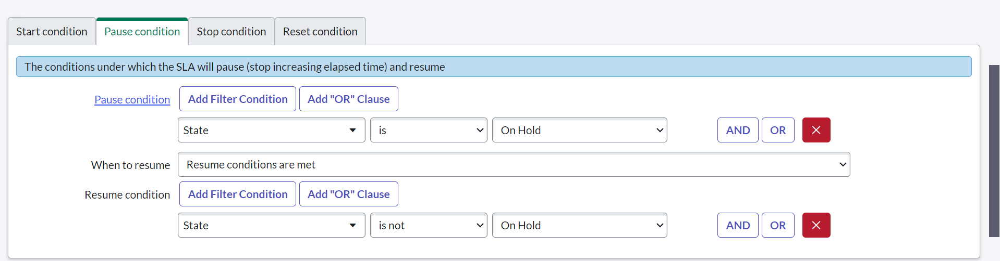 Start condition Pause condition Stop condition Reset condition
The conditions under which the SLA will pause (stop increasing elapsed time) and resume
Pause condition Add Filter Condition Add "OR" Clause
State is On Hold AND OR
When to resume Resume conditions are met
Resume condition Add Filter Condition Add "OR" Clause
State is not On Hold AND OR